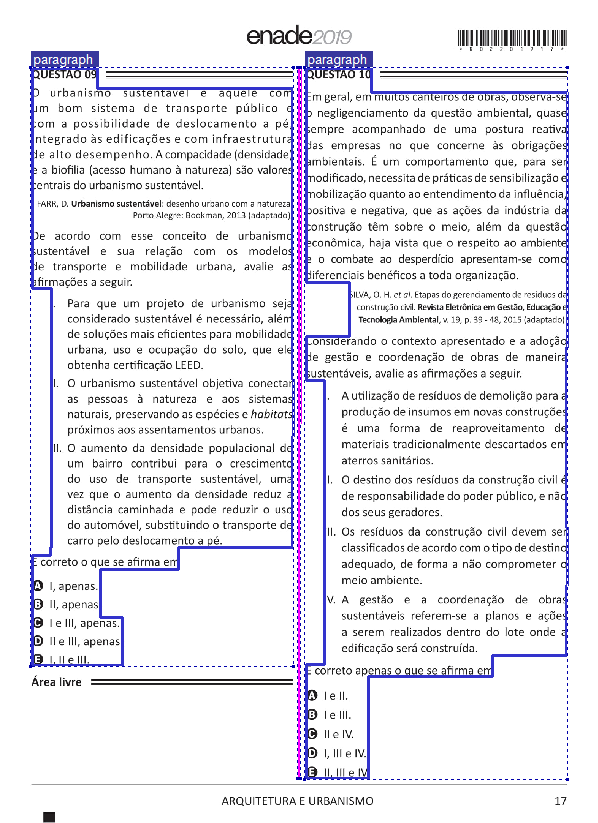 enade2019
*R0920191717*
paragraph
QUESTÃO 09
O urbanismo sustentável é aquele com
um bom sistema de transporte público e
com a possibilidade de deslocamento a pé,
integrado às edificações e com infraestrutura
de alto desempenho. A compacidade (densidade)
e a biofilia (acesso humano à natureza) são valores
centrais do urbanismo sustentável.
FARR, D. Urbanismo sustentável: desenho urbano com a natureza.
Porto Alegre: Bookman, 2013 (adaptado).
De acordo com esse conceito de urbanismo
sustentável e sua relação com os modelos
de transporte e mobilidade urbana, avalie as
afirmações a seguir.
I. Para que um projeto de urbanismo seja
considerado sustentável é necessário, além
de soluções mais eficientes para mobilidade
urbana, uso e ocupação do solo, que ele
obtenha certificação LEED.
II. O urbanismo sustentável objetiva conectar
as pessoas à natureza e aos sistemas
naturais, preservando as espécies e habitats
próximos aos assentamentos urbanos.
III. O aumento da densidade populacional de
um bairro contribui para o crescimento
do uso de transporte sustentável, uma
vez que o aumento da densidade reduz a
distância caminhada e pode reduzir o uso
do automóvel, substituindo o transporte de
carro pelo deslocamento a pé.
É correto o que se afirma em
A I, apenas.
B II, apenas.
C I e III, apenas.
D II e III, apenas.
E I, II e III.
Área livre
paragraph
QUESTÃO 10
Em geral, em muitos canteiros de obras, observa-se
o negligenciamento da questão ambiental, quase
sempre acompanhado de uma postura reativa
das empresas no que concerne às obrigações
ambientais. É um comportamento que, para ser
modificado, necessita de práticas de sensibilização e
mobilização quanto ao entendimento da influência,
positiva e negativa, que as ações da indústria da
construção têm sobre o meio, além da questão
econômica, haja vista que o respeito ao ambiente
e o combate ao desperdício apresentam-se como
diferenciais benéficos a toda organização.
SILVA, O. H. et al. Etapas do gerenciamento de resíduos da
construção civil. Revista Eletrônica em Gestão, Educação e
Tecnologia Ambiental, v. 19, p. 39 - 48, 2015 (adaptado).
Considerando o contexto apresentado e a adoção
de gestão e coordenação de obras de maneira
sustentáveis, avalie as afirmações a seguir.
I. A utilização de resíduos de demolição para a
produção de insumos em novas construções
é uma forma de reaproveitamento de
materiais tradicionalmente descartados em
aterros sanitários.
II. O destino dos resíduos da construção civil é
de responsabilidade do poder público, e não
dos seus geradores.
III. Os resíduos da construção civil devem ser
classificados de acordo com o tipo de destino
adequado, de forma a não comprometer o
meio ambiente.
IV. A gestão e a coordenação de obras
sustentáveis referem-se a planos e ações
a serem realizados dentro do lote onde a
edificação será construída.
É correto apenas o que se afirma em
A I e II.
B I e III.
C II e IV.
D I, III e IV.
E II, III e IV.
ARQUITETURA E URBANISMO 17